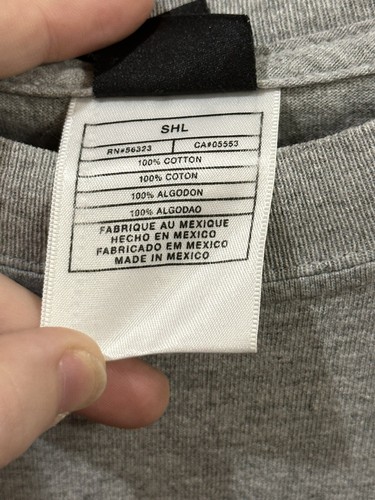 SHL
RN#56323 CA#05553
100% COTTON
100% COTON
100% ALGODON
100% ALGODAO
FABRIQUE AU MEXIQUE
HECHO EN MEXICO
FABRICADO EM MEXICO
MADE IN MEXICO